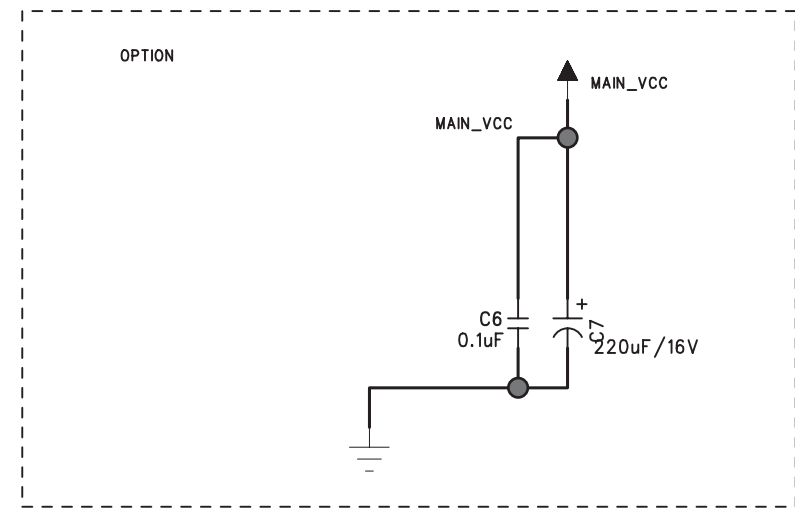 OPTION
MAIN_VCC
MAIN_VCC
+
C6
C7
0.1uF
220uF/16V